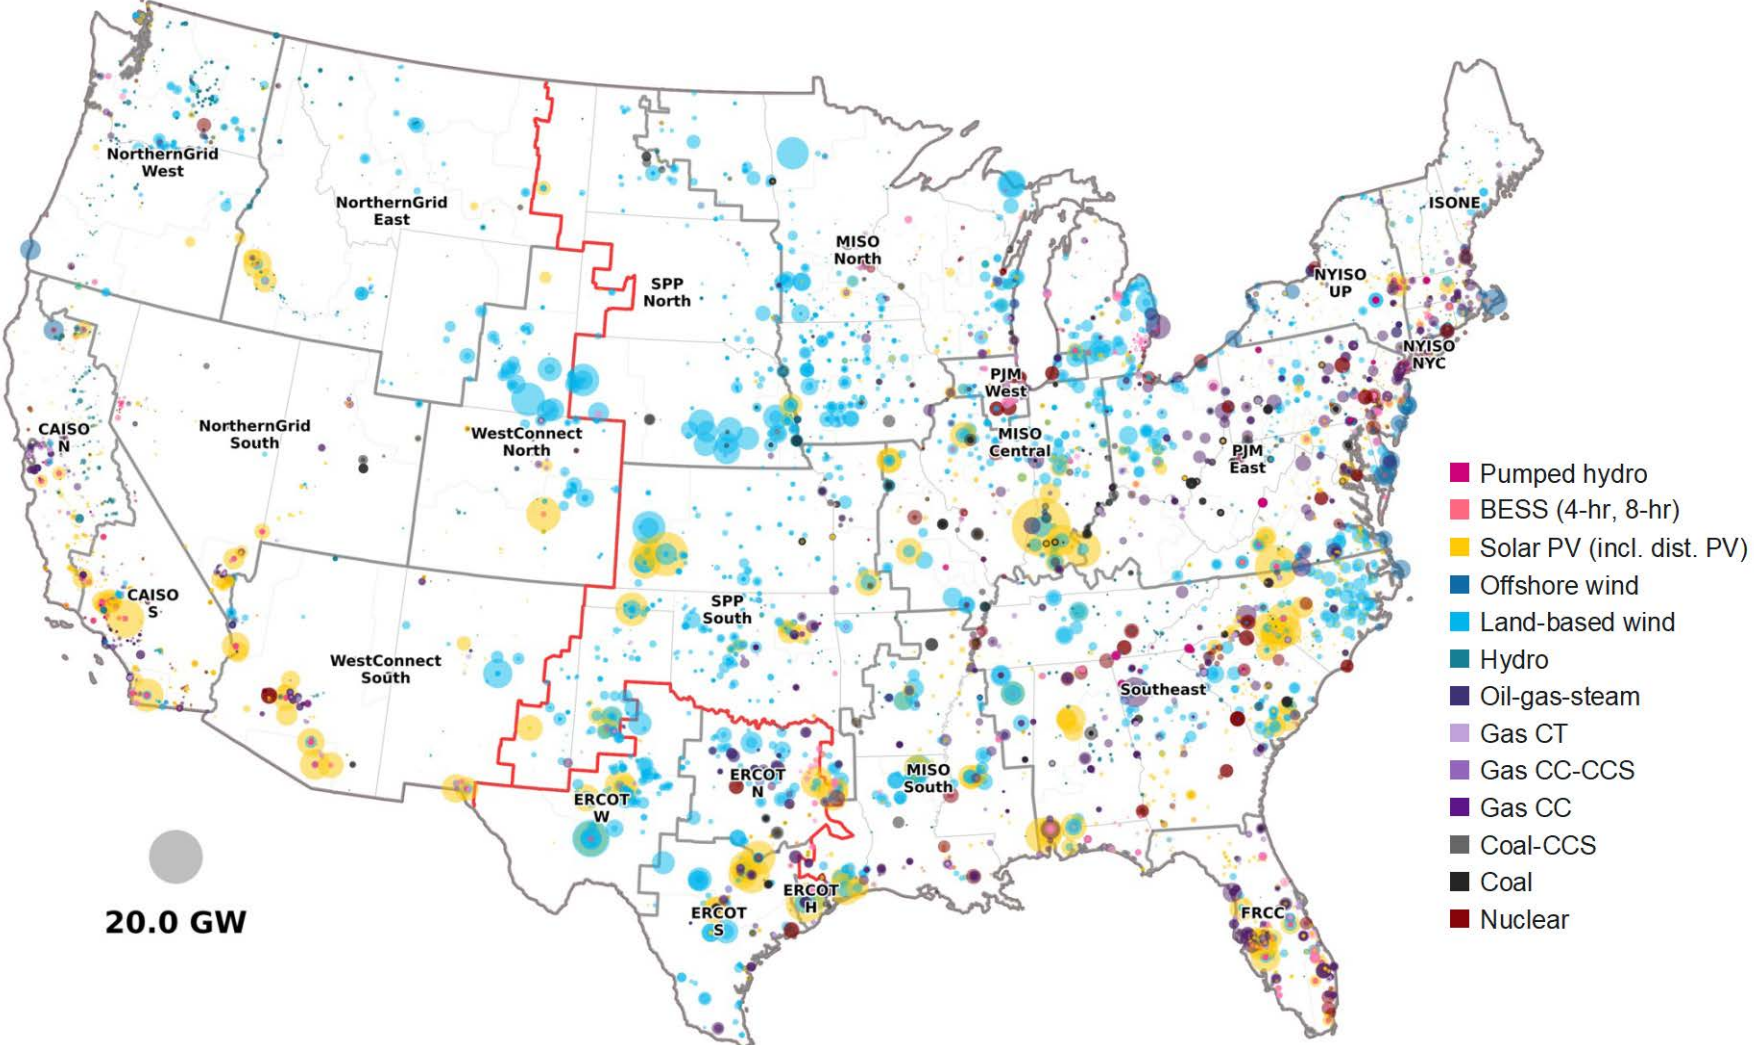 NorthernGrid
West
NorthernGrid
East
MISO
North
ISONE
NYISO
UP
SPP
North
NYISO
NYC
PJM
West
CAISO
N
NorthernGrid
South
WestConnect
North
MISO
Central
PJM
East
CAISO
S
SPP
South
WestConnect
South
Southeast
ERCOT
N
MISO
South
ERCOT
W
ERCOT
H
ERCOT
S
FRCC
20.0 GW
Pumped hydro
BESS (4-hr, 8-hr)
Solar PV (incl. dist. PV)
Offshore wind
Land-based wind
Hydro
Oil-gas-steam
Gas CT
Gas CC-CCS
Gas CC
Coal-CCS
Coal
Nuclear